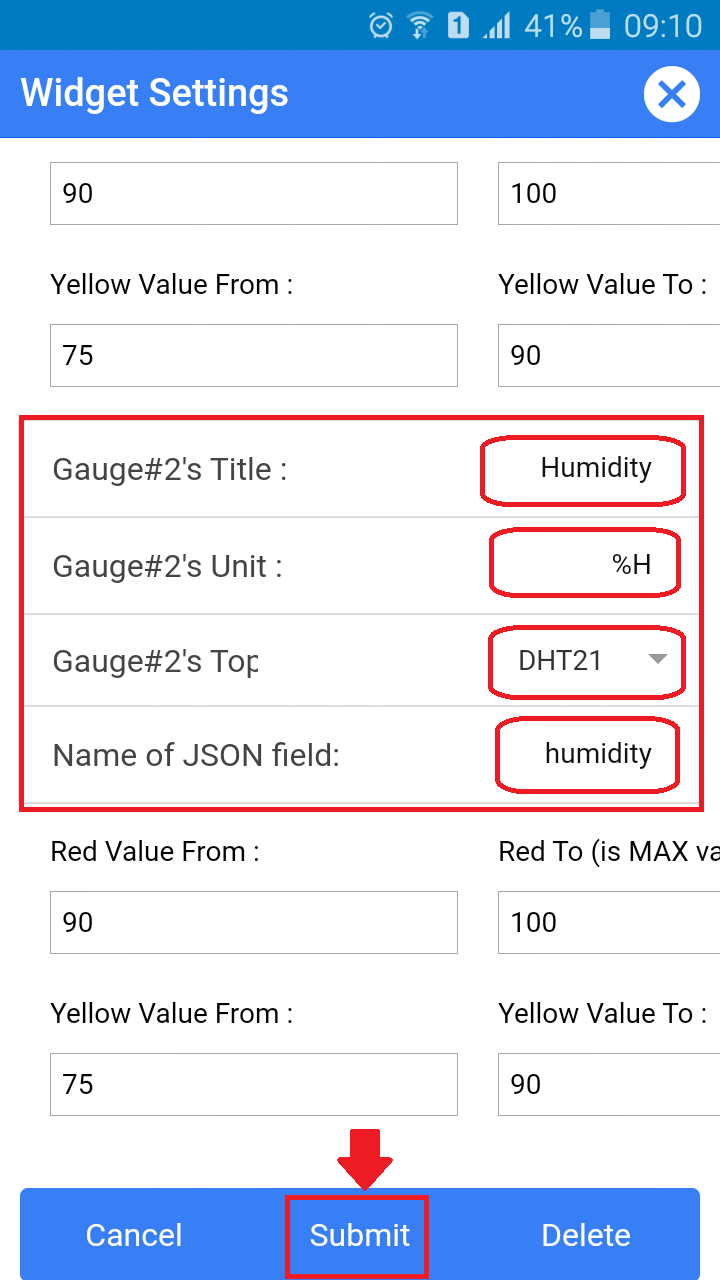 1 41% 09:10
Widget Settings
90 100
Yellow Value From : Yellow Value To :
75 90
Gauge#2's Title : Humidity
Gauge#2's Unit : %H
Gauge#2's Top DHT21
Name of JSON field: humidity
Red Value From : Red To (is MAX va
90 100
Yellow Value From : Yellow Value To :
75 90
Cancel Submit Delete